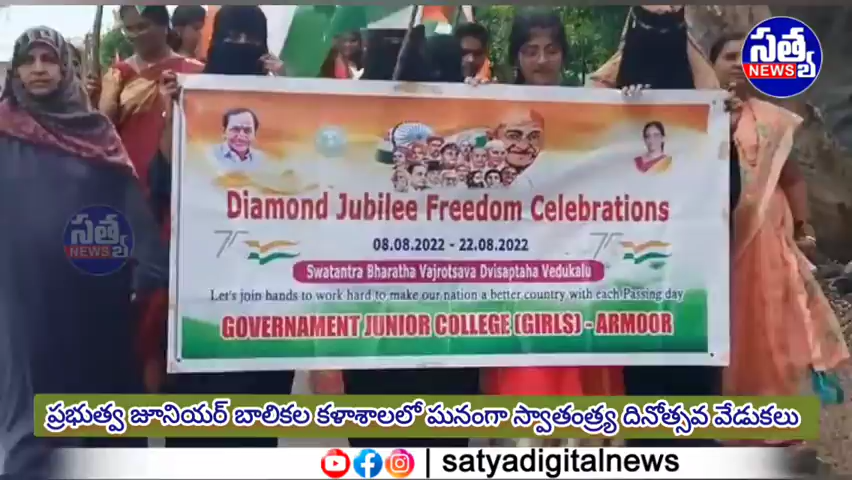 సత్య
NEWS
Diamond Jubilee Freedom Celebrations
75
75
08.08.2022 - 22.08.2022
Swatantra Bharatha Vajrotsava Dvisaptaha Vedukalu
Let's join hands to work hard to make our nation a better country with each Passing day
GOVERNAMENT JUNIOR COLLEGE (GIRLS) - ARMOOR
సత్య
NEWS
ప్రభుత్వ జూనియర్ బాలికల కళాశాలలో ఘనంగా స్వాతంత్ర్య దినోత్సవ వేడుకలు
| satyadigitalnews